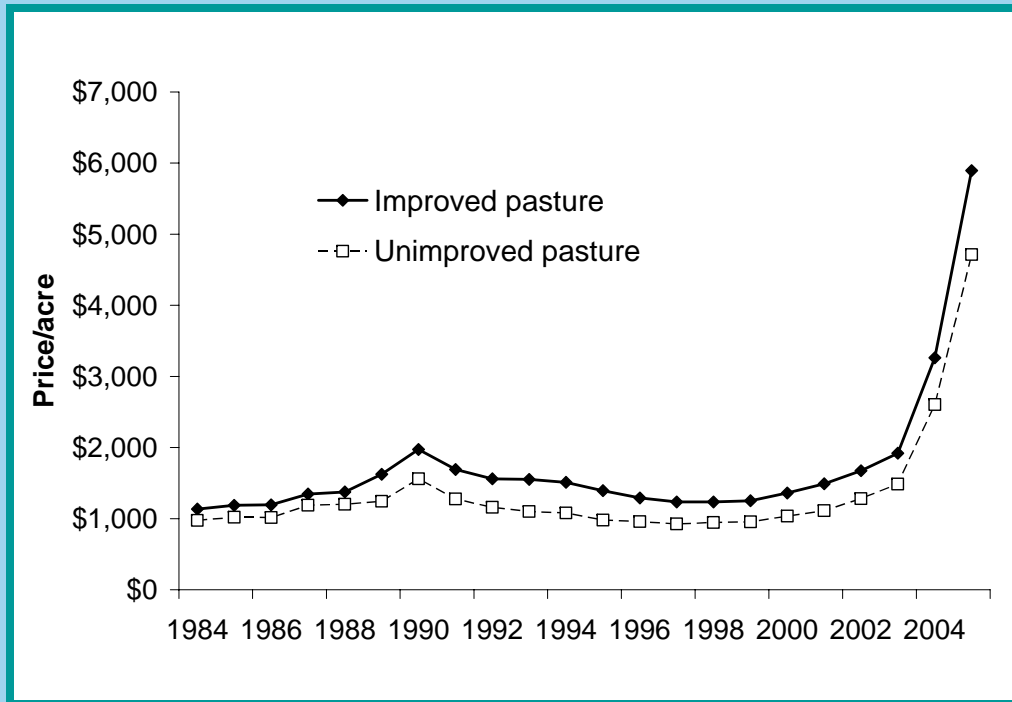 $7,000
$6,000
$5,000
$4,000
$3,000
$2,000
$1,000
$0
Price/acre
Improved pasture
Unimproved pasture
1984 1986 1988 1990 1992 1994 1996 1998 2000 2002 2004